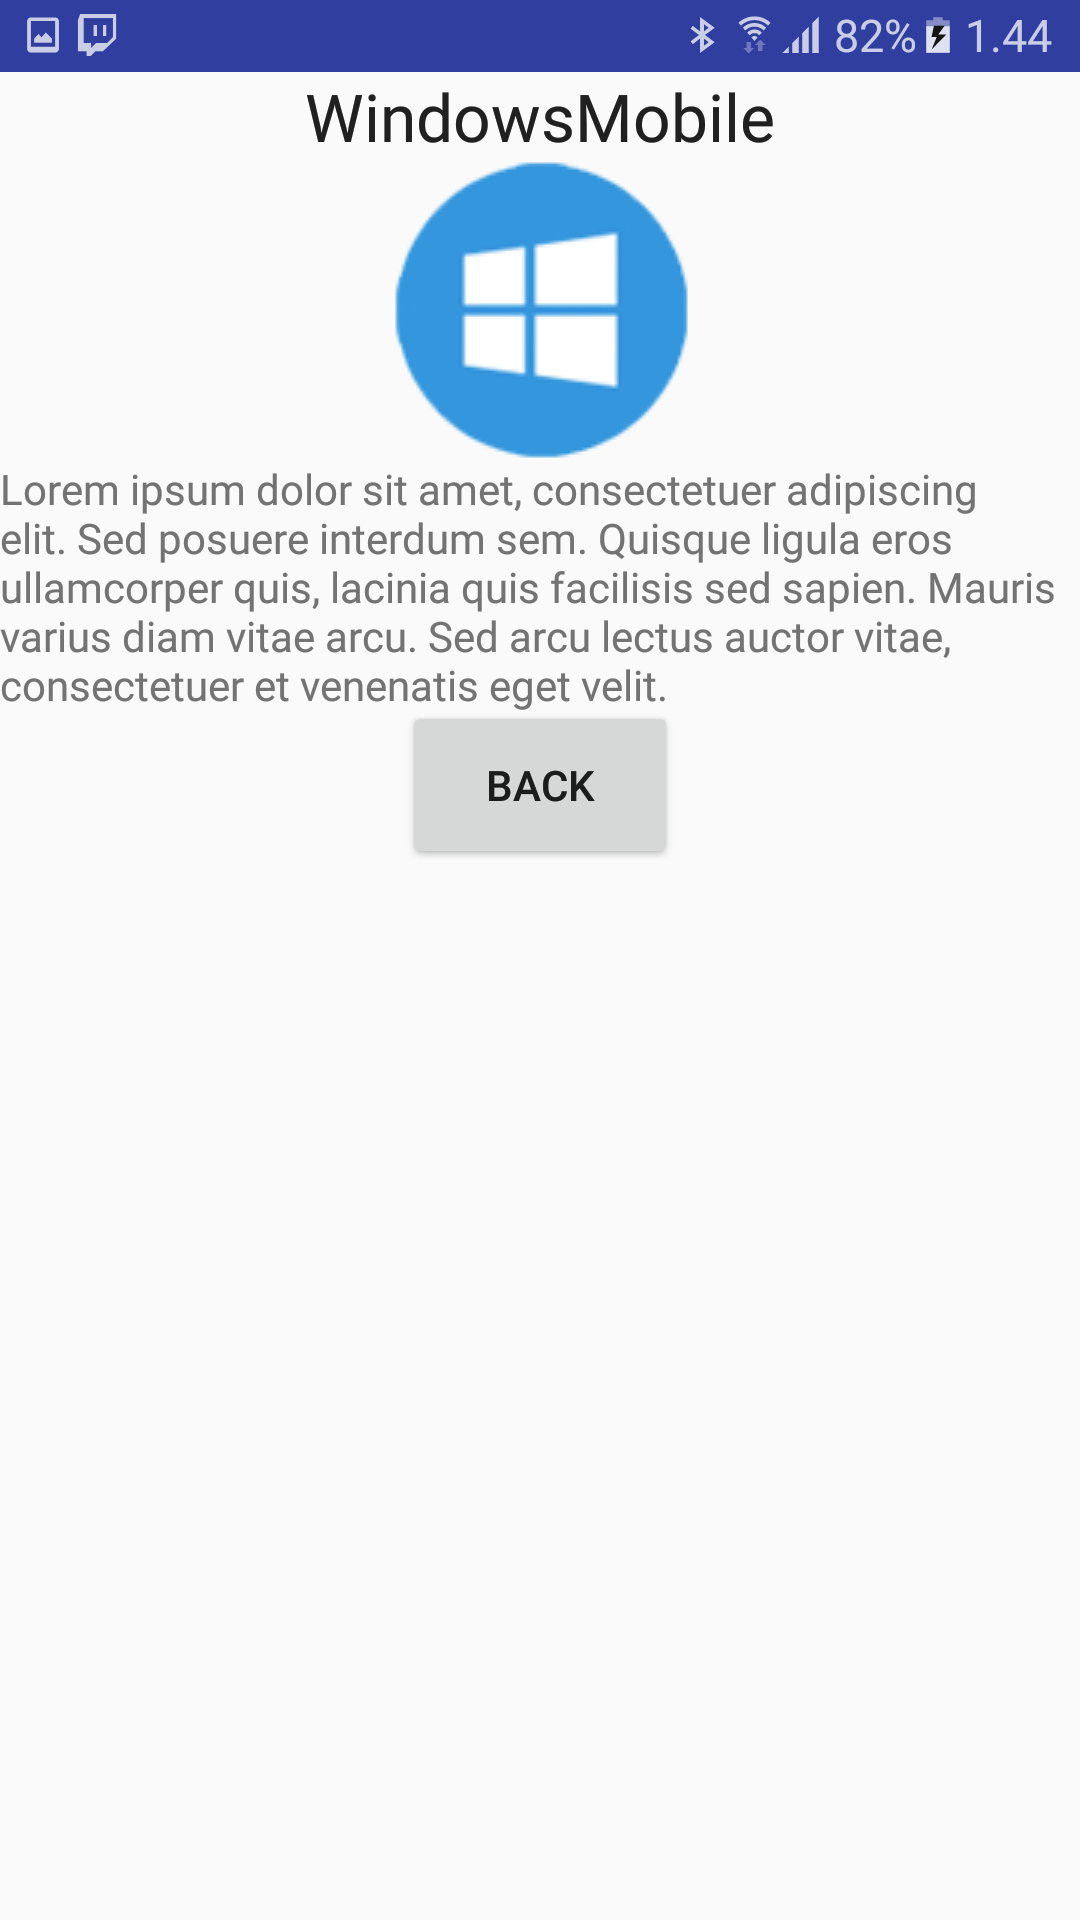 82% 1.44
WindowsMobile
Lorem ipsum dolor sit amet, consectetuer adipiscing
elit. Sed posuere interdum sem. Quisque ligula eros
ullamcorper quis, lacinia quis facilisis sed sapien. Mauris
varius diam vitae arcu. Sed arcu lectus auctor vitae,
consectetuer et venenatis eget velit.
BACK